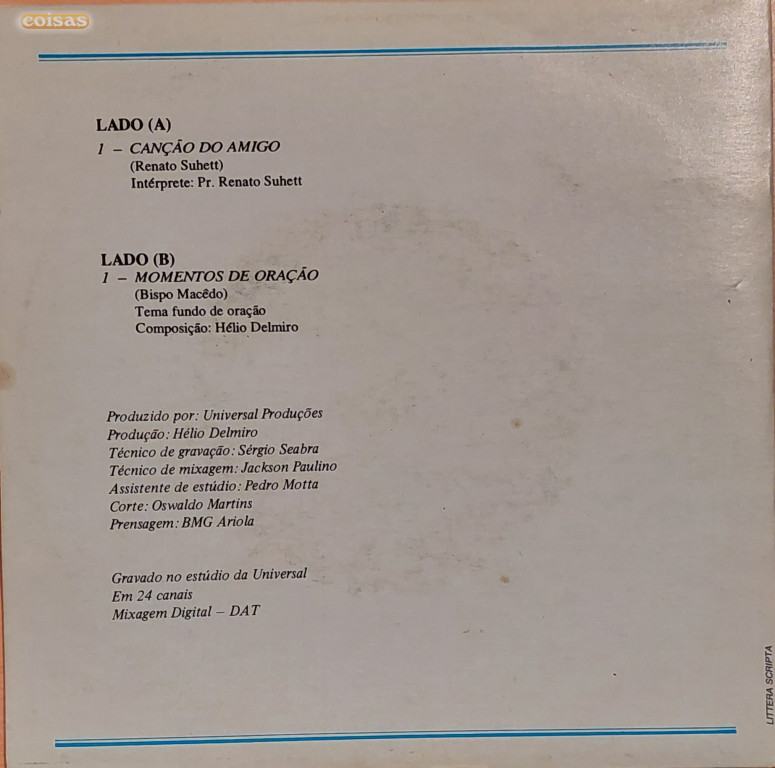 coisas
LADO (A)
1 – CANÇÃO DO AMIGO
(Renato Suhett)
Intérprete: Pr. Renato Suhett
LADO (B)
1 – MOMENTOS DE ORAÇÃO
(Bispo Macêdo)
Tema fundo de oração
Composição: Hélio Delmiro
Produzido por: Universal Produções
Produção: Hélio Delmiro
Técnico de gravação: Sérgio Seabra
Técnico de mixagem: Jackson Paulino
Assistente de estúdio: Pedro Motta
Corte: Oswaldo Martins
Prensagem: BMG Ariola
Gravado no estúdio da Universal
Em 24 canais
Mixagem Digital – DAT
LITTERA SCRIPTA